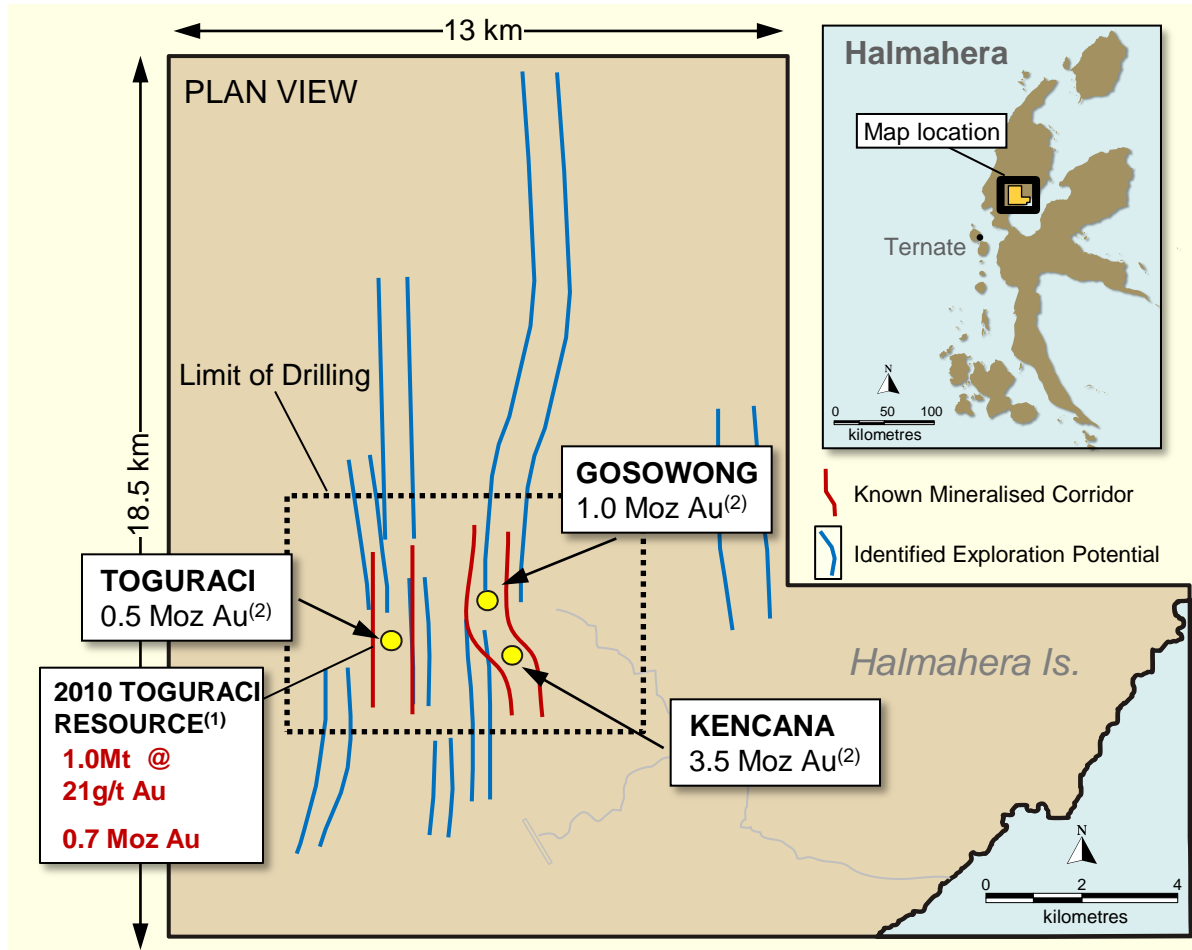 13 km
PLAN VIEW
18.5 km
Limit of Drilling
GOSOWONG
1.0 Moz Au(2)
TOGURACI
0.5 Moz Au(2)
2010 TOGURACI
RESOURCE(1)
1.0Mt @
21g/t Au
0.7 Moz Au
KENCANA
3.5 Moz Au(2)
Halmahera Is.
N
0 2 4
kilometres
Halmahera
Map location
Ternate
N
0 50 100
kilometres
Known Mineralised Corridor
Identified Exploration Potential